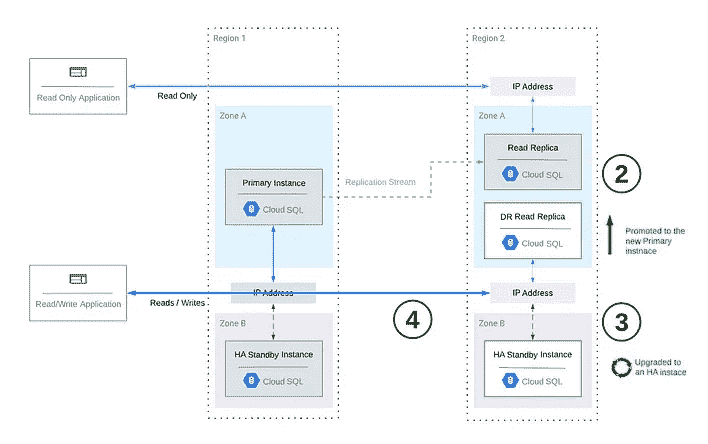 Region 1
Region 2
IP Address
Read Only Application
Read Only
Zone A
Zone A
Read Replica
Cloud SQL
2
Primary Instance
Cloud SQL
Replication Stream
DR Read Replica
Cloud SQL
Promoted to the
new Primary
instnace
Read/Write Application
Reads / Writes
IP Address
IP Address
4
3
Zone B
Zone B
HA Standby Instance
Cloud SQL
HA Standby Instance
Cloud SQL
Upgraded to
an HA instace